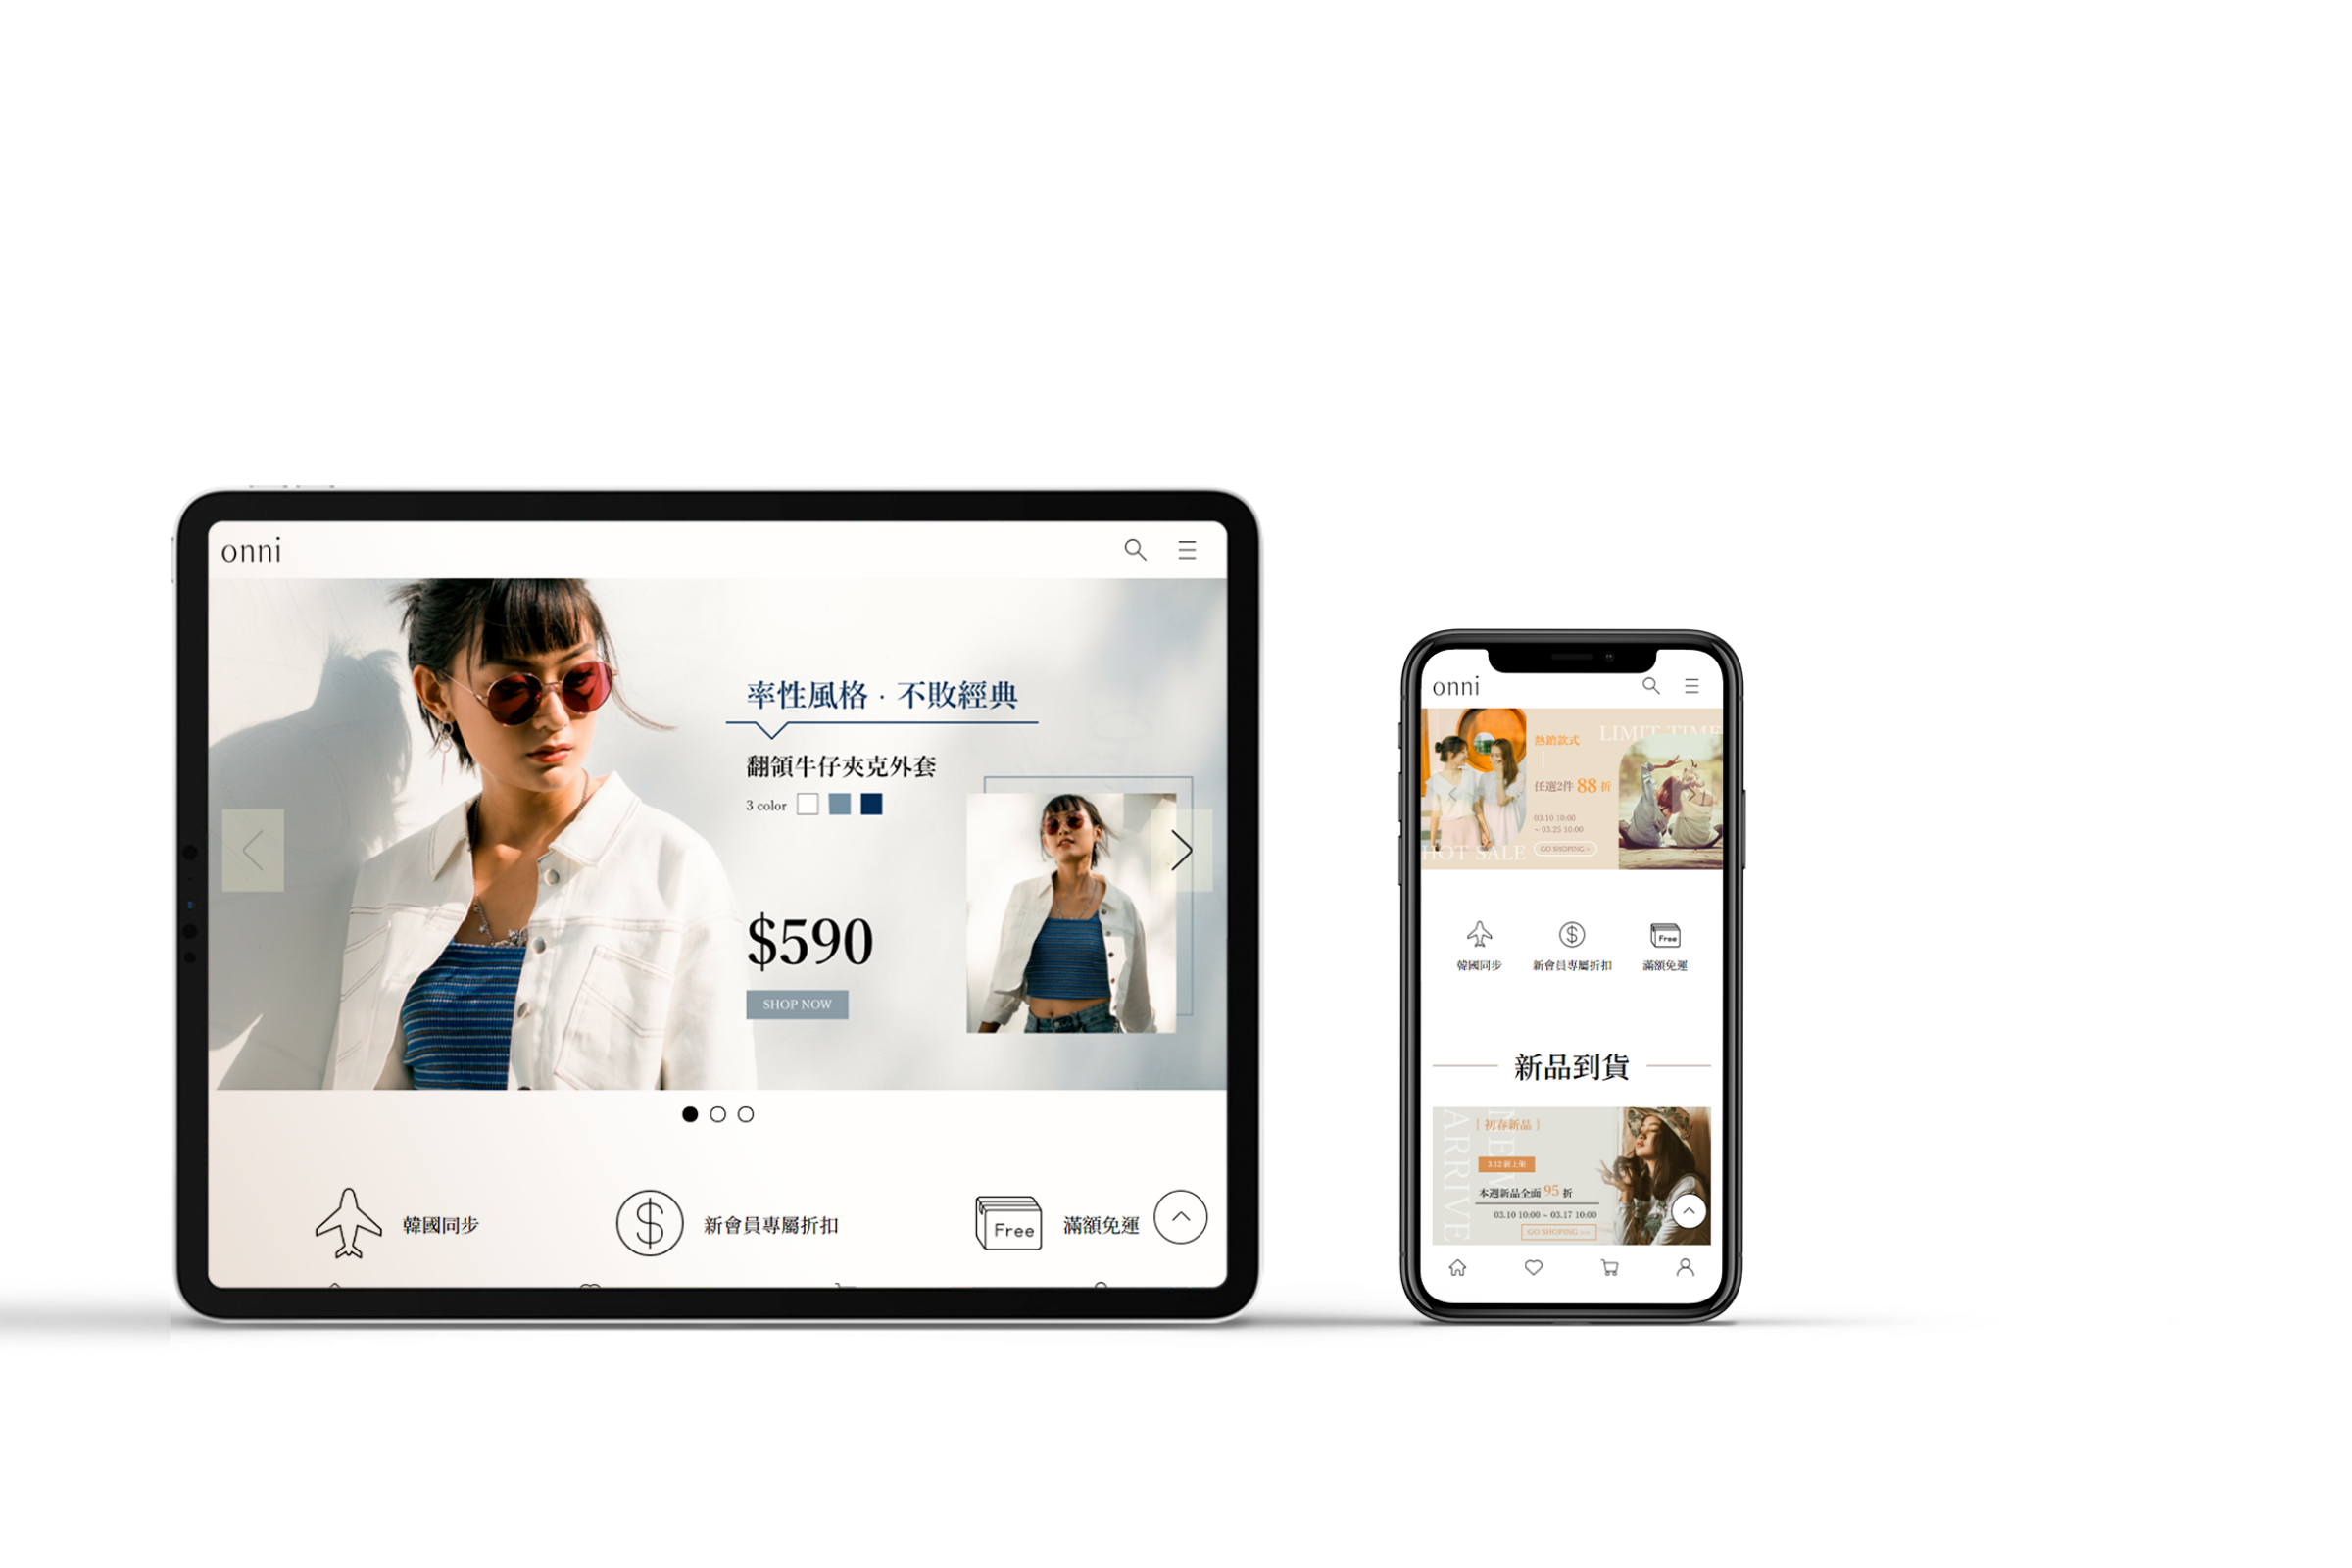 onni
率性風格 · 不敗經典
翻領牛仔夾克外套
3 color
$590
SHOP NOW
韓國同步
新會員專屬折扣
Free
滿額免運
onni
LIMIT TIME
熱銷款式
任選2件 88 折
03.10 10:00
~ 03.25 10:00
GO SHOPING >
HOT SALE
韓國同步
新會員專屬折扣
Free
滿額免運
新品到貨
NEW
ARRIVE
{ 初春新品 }
3.12 新上架
本週新品全面 95 折
03.10 10:00 ~ 03.17 10:00
GO SHOPING >>